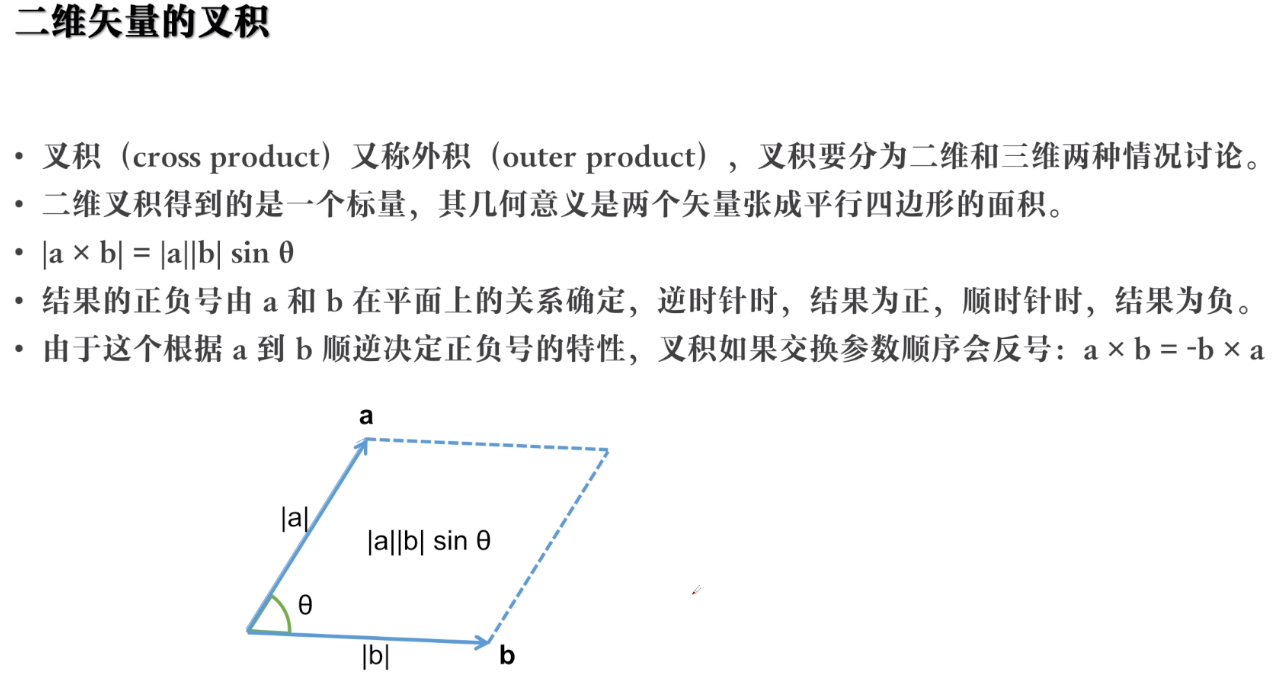 二维矢量的叉积
• 叉积（cross product）又称外积（outer product），叉积要分为二维和三维两种情况讨论。
• 二维叉积得到的是一个标量，其几何意义是两个矢量张成平行四边形的面积。
• |a × b| = |a||b| sin θ
• 结果的正负号由 a 和 b 在平面上的关系确定，逆时针时，结果为正，顺时针时，结果为负。
• 由于这个根据 a 到 b 顺逆决定正负号的特性，叉积如果交换参数顺序会反号：a × b = -b × a
a
|a|
|a||b| sin θ
θ
|b|
b